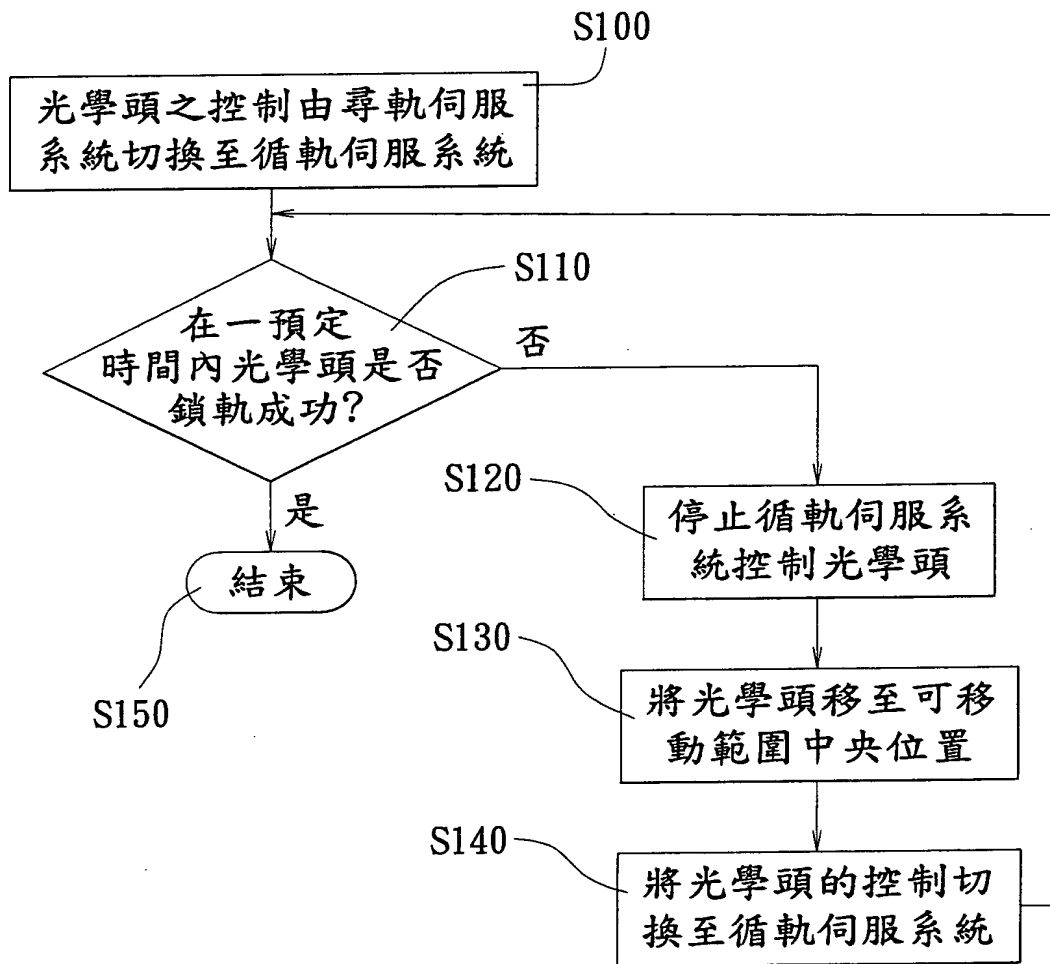 S100
光學頭之控制由尋軌伺服
系統切換至循軌伺服系統
S110
在一預定
時間內光學頭是否
鎖軌成功?
否
是
S120
停止循軌伺服系
統控制光學頭
結束
S150
S130
將光學頭移至可移
動範圍中央位置
S140
將光學頭的控制切
換至循軌伺服系統